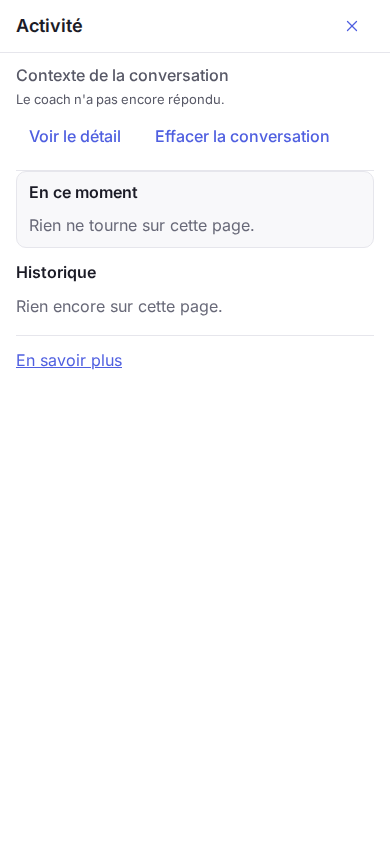 Activité
Contexte de la conversation
Le coach n'a pas encore répondu.
Voir le détail Effacer la conversation
En ce moment
Rien ne tourne sur cette page.
Historique
Rien encore sur cette page.
En savoir plus